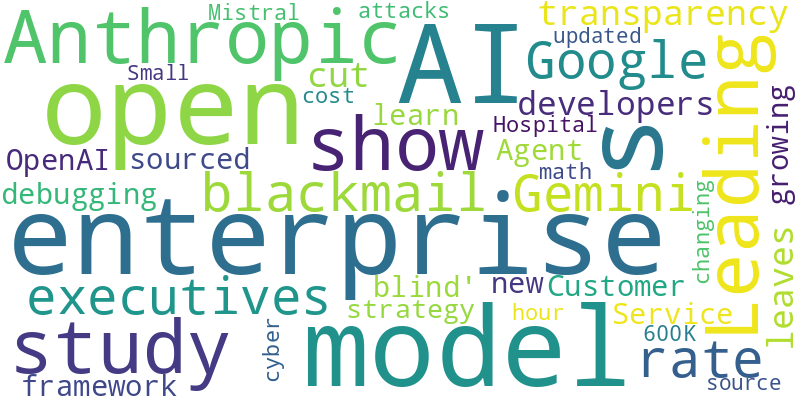 Mistral
attacks
transparency
Anthropic
AI
updated
Google
Small
cut
cost
open
developers
learn
show
Hospital
s
Leading
growing
OpenAI
sourced
Agent
math
debugging
blackmail
Gemini
changing
enterprise
executives
blind'
new
Customer
leaves
strategy
hour
Service
study
cyber
model
600K
rate
framework
source